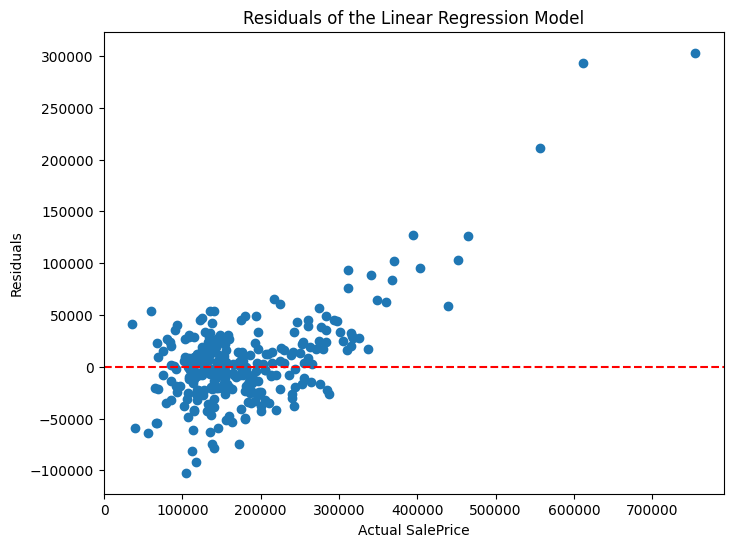 Residuals of the Linear Regression Model
300000
250000
200000
150000
100000
50000
0
−50000
−100000
Residuals
0 100000 200000 300000 400000 500000 600000 700000
Actual SalePrice